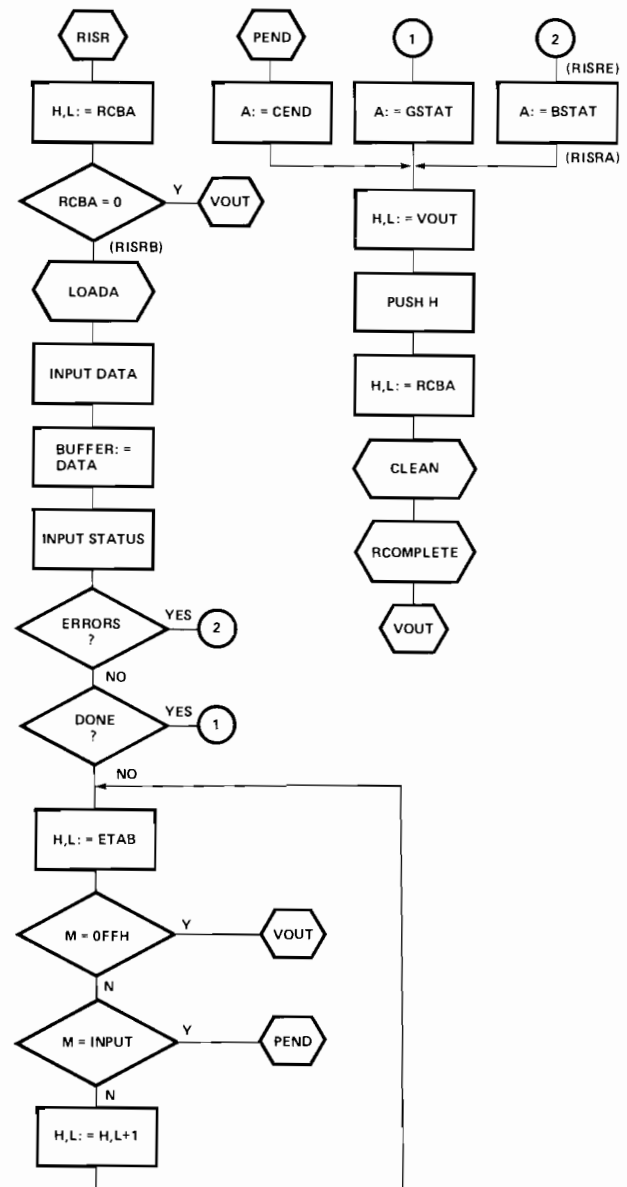 RISR
H,L: = RCBA
RCBA = 0
Y
VOUT
(RISRB)
LOADA
INPUT DATA
BUFFER: =
DATA
INPUT STATUS
ERRORS
?
YES
2
NO
DONE
?
YES
1
NO
H,L: = ETAB
M = 0FFH
Y
VOUT
N
M = INPUT
Y
PEND
N
H,L: = H,L+1
PEND
A: = CEND
1
A: = GSTAT
2
(RISRE)
A: = BSTAT
(RISRA)
H,L: = VOUT
PUSH H
H,L: = RCBA
CLEAN
RCOMPLETE
VOUT